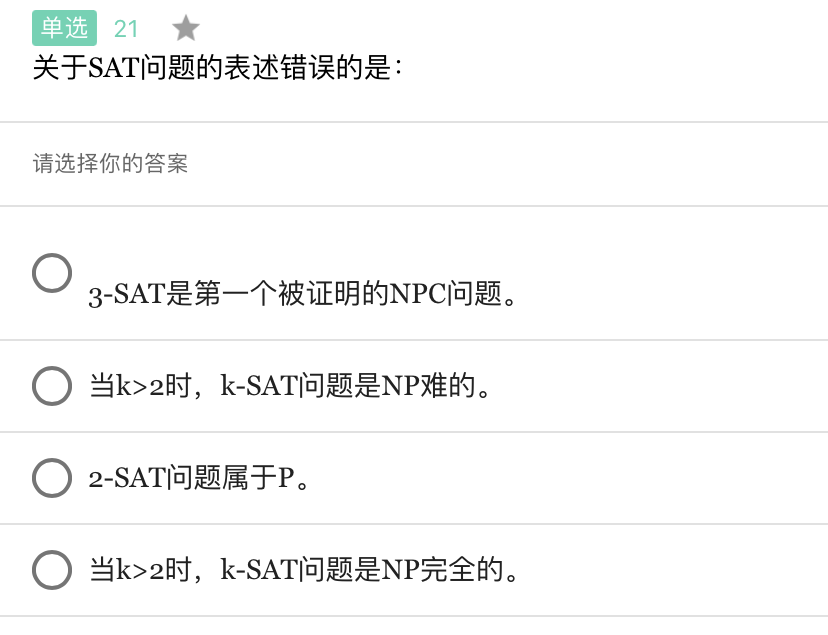 单选 21
关于SAT问题的表述错误的是：
请选择你的答案
3-SAT是第一个被证明的NPC问题。
当k>2时，k-SAT问题是NP难的。
2-SAT问题属于P。
当k>2时，k-SAT问题是NP完全的。